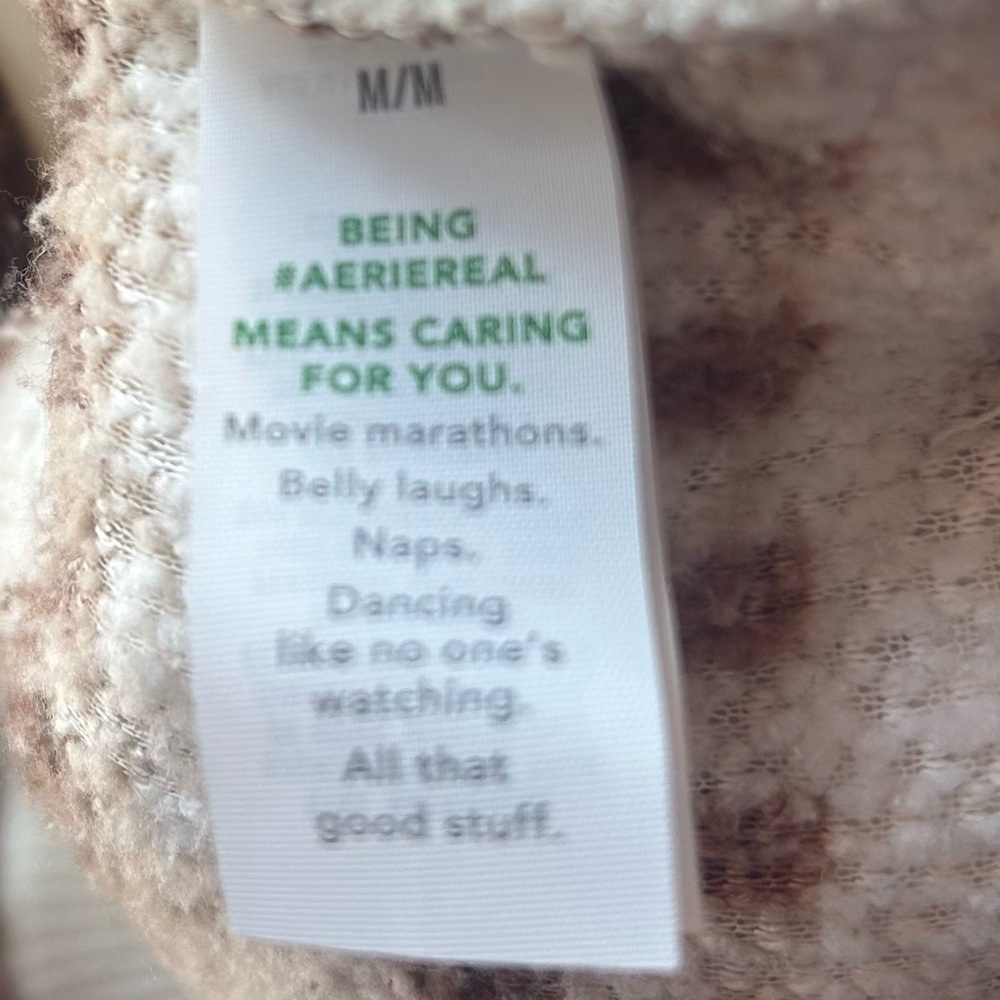 M/M
BEING
#AERIEREAL
MEANS CARING
FOR YOU.
Movie marathons.
Belly laughs.
Naps.
Dancing
like no one's
watching.
All that
good stuff.